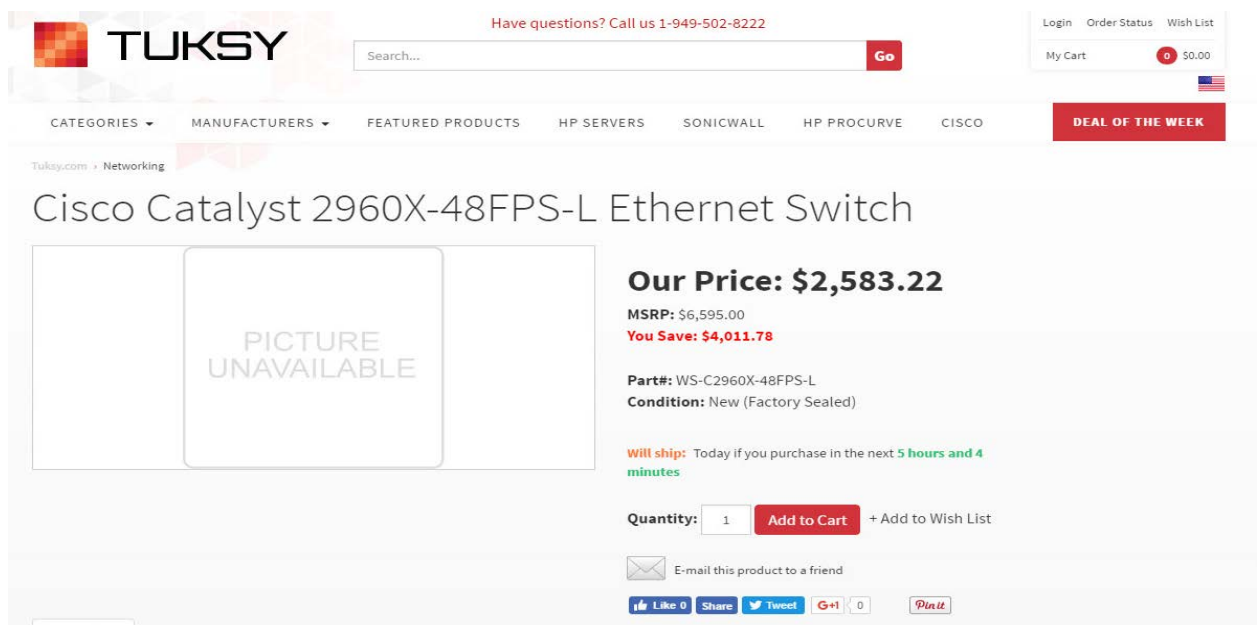 Have questions? Call us 1-949-502-8222
Login Order Status Wish List
TUKSY
Search... Go
My Cart 0 $0.00
CATEGORIES MANUFACTURERS FEATURED PRODUCTS HP SERVERS SONICWALL HP PROCURVE CISCO DEAL OF THE WEEK
Tuksy.com › Networking
Cisco Catalyst 2960X-48FPS-L Ethernet Switch
PICTURE
UNAVAILABLE
Our Price: $2,583.22
MSRP: $6,595.00
You Save: $4,011.78
Part#: WS-C2960X-48FPS-L
Condition: New (Factory Sealed)
Will ship: Today if you purchase in the next 5 hours and 4
minutes
Quantity: 1 Add to Cart + Add to Wish List
E-mail this product to a friend
Like 0 Share Tweet G+1 0 Pin it